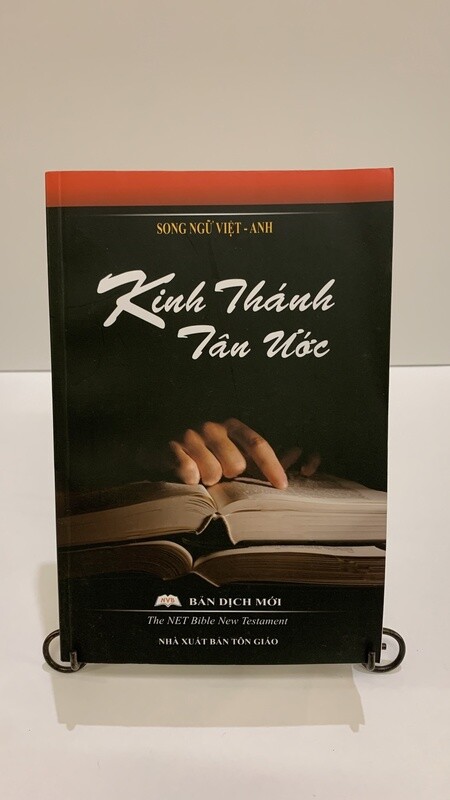 SONG NGỮ VIỆT - ANH
Kinh Thánh
Tân Ước
NVB BẢN DỊCH MỚI
The NET Bible New Testament
NHÀ XUẤT BẢN TÔN GIÁO